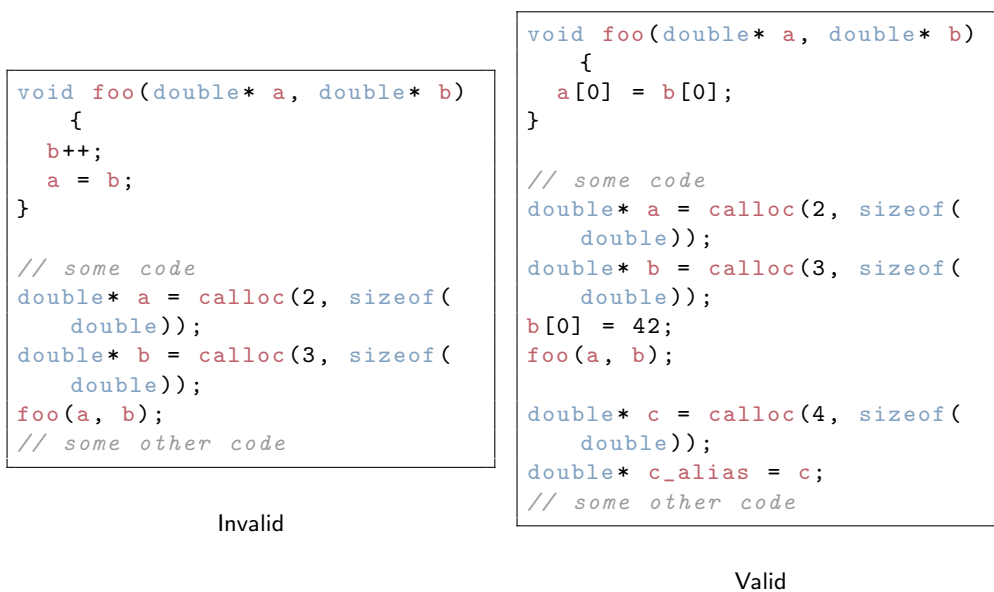 void foo(double* a, double* b)
    {
  b++;
  a = b;
}

// some code
double* a = calloc(2, sizeof(
    double));
double* b = calloc(3, sizeof(
    double));
foo(a, b);
// some other code
Invalid
void foo(double* a, double* b)
    {
  a[0] = b[0];
}

// some code
double* a = calloc(2, sizeof(
    double));
double* b = calloc(3, sizeof(
    double));
b[0] = 42;
foo(a, b);

double* c = calloc(4, sizeof(
    double));
double* c_alias = c;
// some other code
Valid